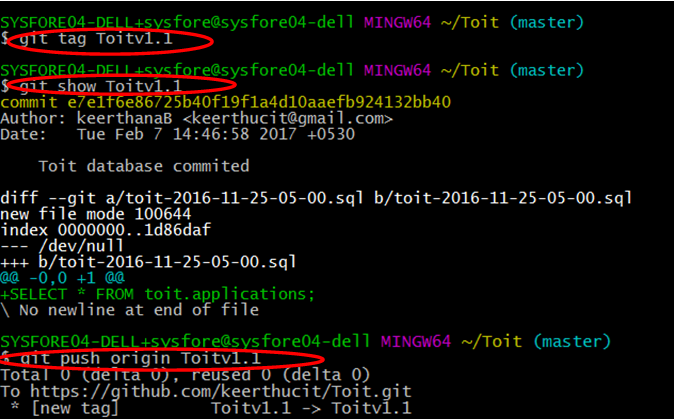 SYSFORE04-DELL+sysfore@sysfore04-dell MINGW64 ~/Toit (master)
$ git tag Toitv1.1
SYSFORE04-DELL+sysfore@sysfore04-dell MINGW64 ~/Toit (master)
$ git show Toitv1.1
commit e7e1f6e86725b40f19f1a4d10aaefb924132bb40
Author: keerthanaB <keerthucit@gmail.com>
Date:   Tue Feb 7 14:46:58 2017 +0530
    Toit database commited
diff --git a/toit-2016-11-25-05-00.sql b/toit-2016-11-25-05-00.sql
new file mode 100644
index 0000000..1d86daf
--- /dev/null
+++ b/toit-2016-11-25-05-00.sql
@@ -0,0 +1 @@
+SELECT * FROM toit.applications;
\ No newline at end of file
SYSFORE04-DELL+sysfore@sysfore04-dell MINGW64 ~/Toit (master)
$ git push origin Toitv1.1
Total 0 (delta 0), reused 0 (delta 0)
To https://github.com/keerthucit/Toit.git
 * [new tag]         Toitv1.1 -> Toitv1.1